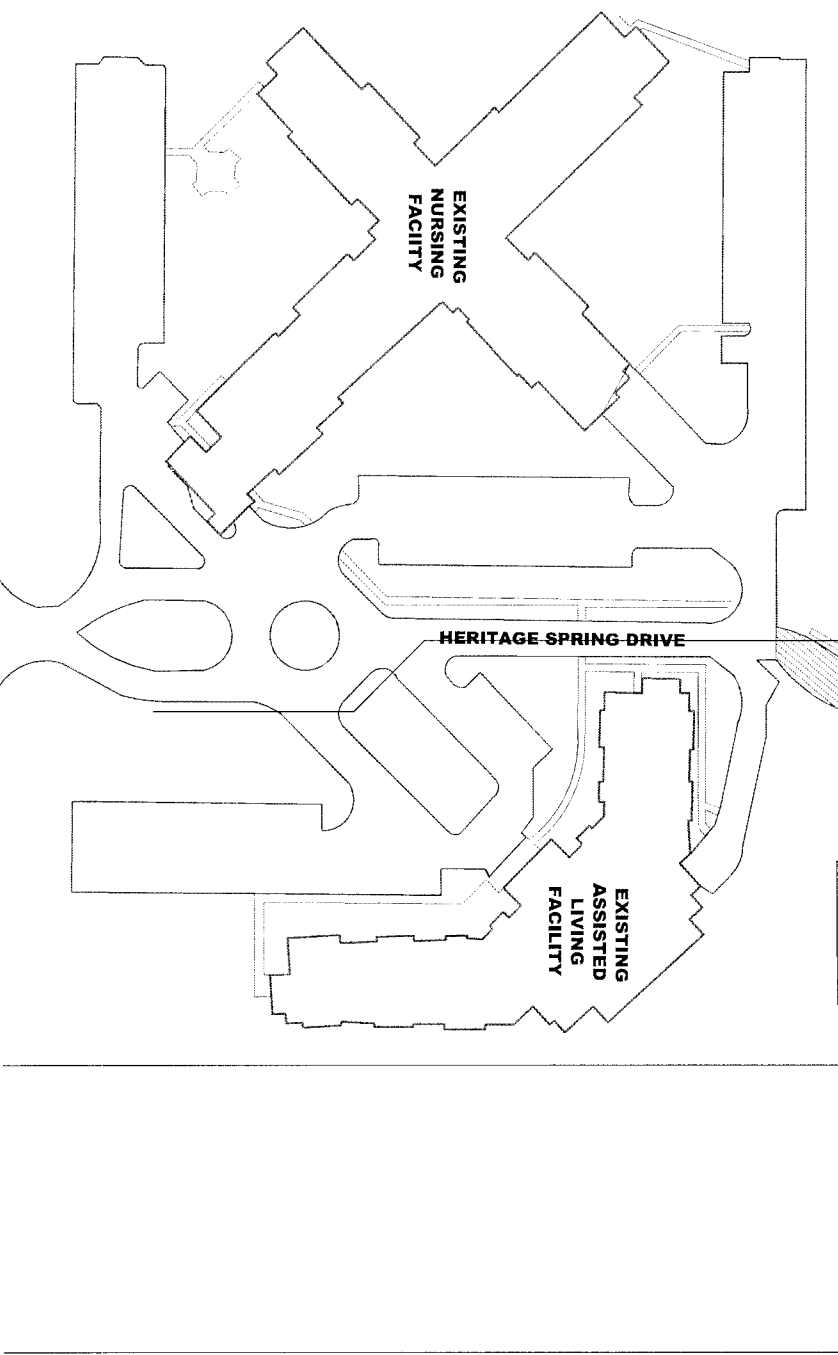 EXISTING
NURSING
FACIITY
HERITAGE SPRING DRIVE
EXISTING
ASSISTED
LIVING
FACILITY